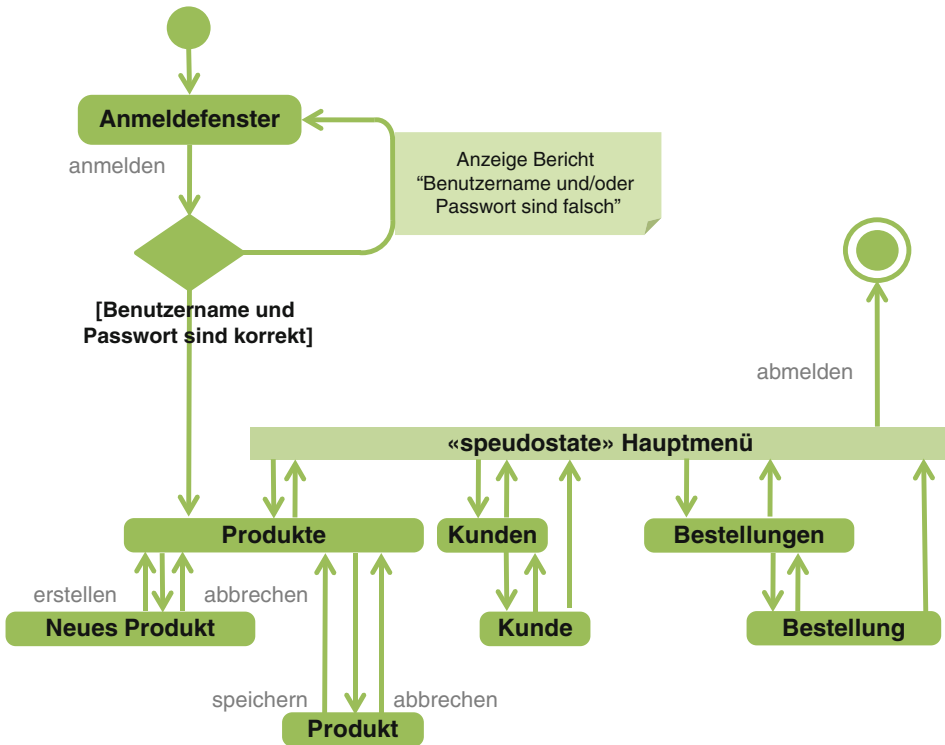 Anmeldefenster
anmelden
Anzeige Bericht
“Benutzername und/oder
Passwort sind falsch”
[Benutzername und
Passwort sind korrekt]
abmelden
«speudostate» Hauptmenü
Produkte
Kunden
Bestellungen
erstellen
abbrechen
Neues Produkt
Kunde
Bestellung
speichern
abbrechen
Produkt